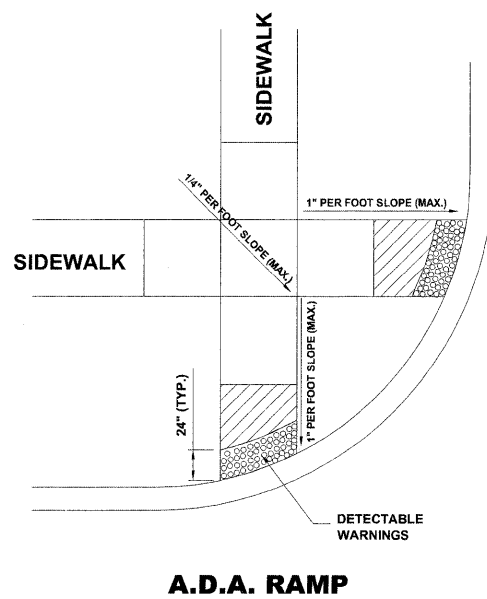 SIDEWALK
1/4" PER FOOT SLOPE (MAX.)
1" PER FOOT SLOPE (MAX.)
SIDEWALK
1" PER FOOT SLOPE (MAX.)
24" (TYP.)
DETECTABLE
WARNINGS
A.D.A. RAMP